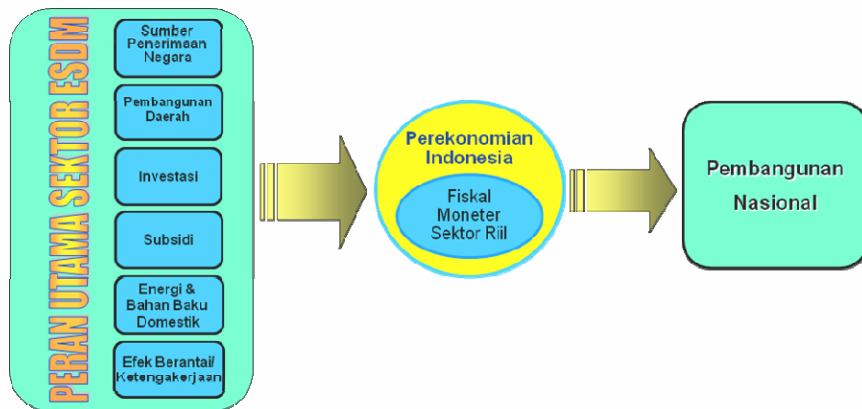 PERAN UTAMA SEKTOR ESDM
Sumber
Penerimaan
Negara
Pembangunan
Daerah
Investasi
Subsidi
Energi &
Bahan Baku
Domestik
Efek Berantai/
Ketengakerjaan
Perekonomian
Indonesia
Fiskal
Moneter
Sektor Riil
Pembangunan
Nasional